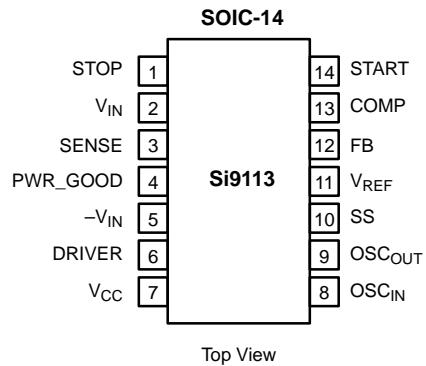 SOIC-14
STOP 1 14 START
V_IN 2 13 COMP
SENSE 3 12 FB
PWR_GOOD 4 Si9113 11 V_REF
–V_IN 5 10 SS
DRIVER 6 9 OSC_OUT
V_CC 7 8 OSC_IN
Top View